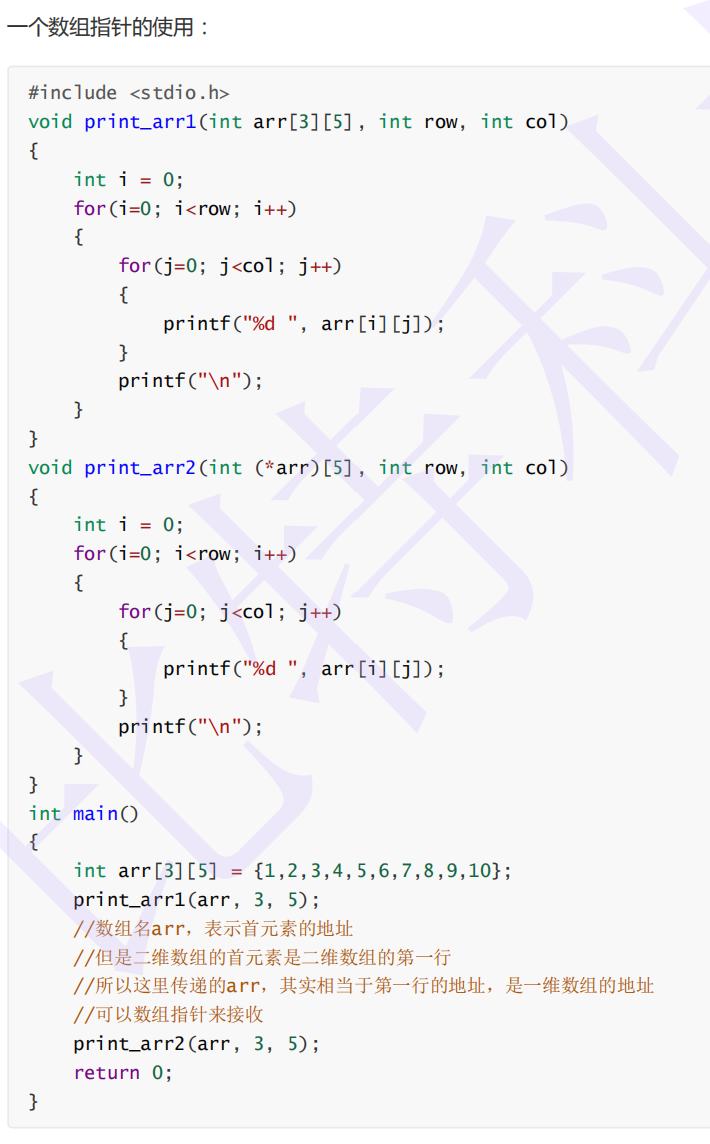 一个数组指针的使用：
#include <stdio.h>
void print_arr1(int arr[3][5], int row, int col)
{
    int i = 0;
    for(i=0; i<row; i++)
    {
        for(j=0; j<col; j++)
        {
            printf("%d ", arr[i][j]);
        }
        printf("\n");
    }
}
void print_arr2(int (*arr)[5], int row, int col)
{
    int i = 0;
    for(i=0; i<row; i++)
    {
        for(j=0; j<col; j++)
        {
            printf("%d ", arr[i][j]);
        }
        printf("\n");
    }
}
int main()
{
    int arr[3][5] = {1,2,3,4,5,6,7,8,9,10};
    print_arr1(arr, 3, 5);
    //数组名arr，表示首元素的地址
    //但是二维数组的首元素是二维数组的第一行
    //所以这里传递的arr，其实相当于第一行的地址，是一维数组的地址
    //可以数组指针来接收
    print_arr2(arr, 3, 5);
    return 0;
}
比特科